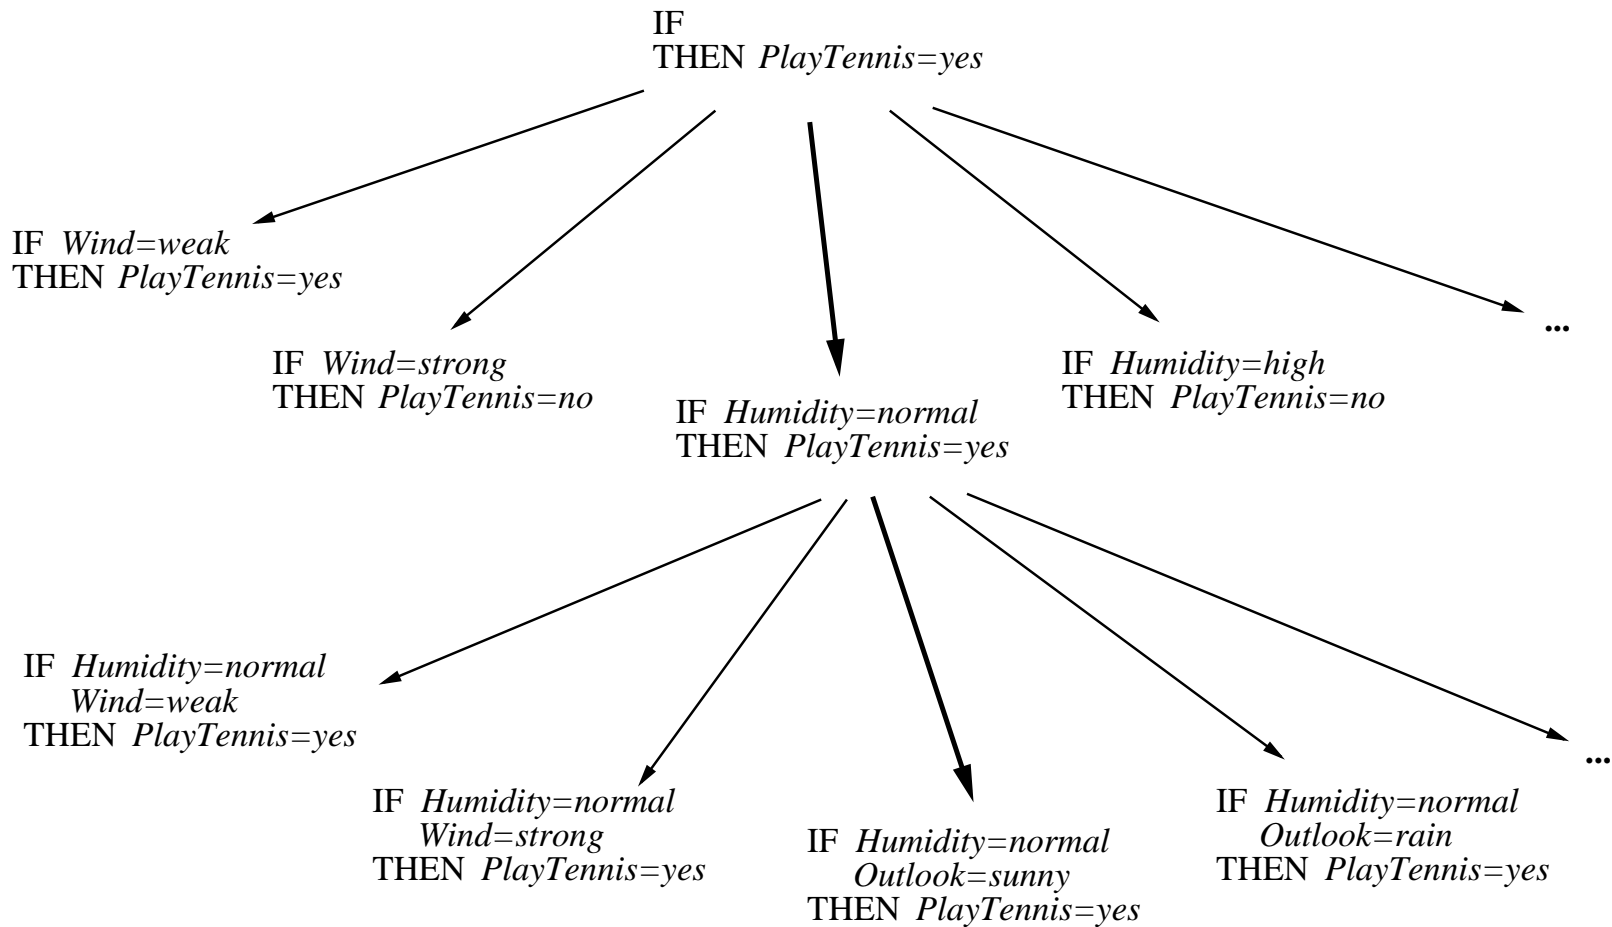 IF
THEN PlayTennis=yes
IF Wind=weak
THEN PlayTennis=yes
IF Wind=strong
THEN PlayTennis=no
IF Humidity=normal
THEN PlayTennis=yes
IF Humidity=high
THEN PlayTennis=no
...
IF Humidity=normal
Wind=weak
THEN PlayTennis=yes
IF Humidity=normal
Wind=strong
THEN PlayTennis=yes
IF Humidity=normal
Outlook=sunny
THEN PlayTennis=yes
IF Humidity=normal
Outlook=rain
THEN PlayTennis=yes
...